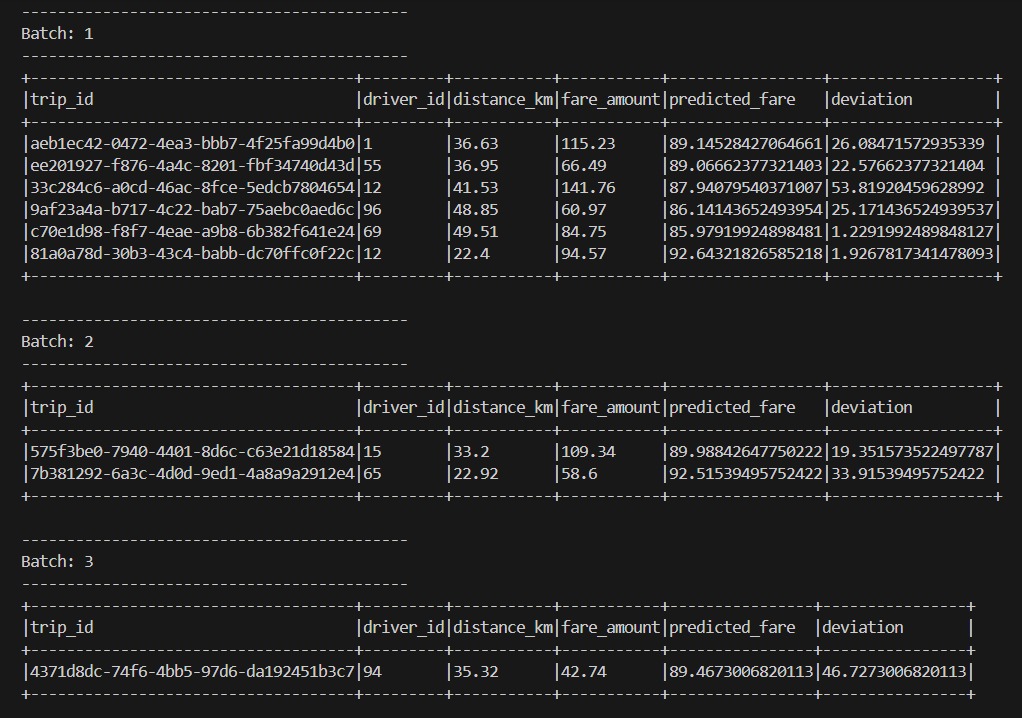 -------------------------------------------
Batch: 1
-------------------------------------------
+------------------------------------+---------+-----------+-----------+-----------------+------------------+
|trip_id                             |driver_id|distance_km|fare_amount|predicted_fare   |deviation         |
+------------------------------------+---------+-----------+-----------+-----------------+------------------+
|aeb1ec42-0472-4ea3-bbb7-4f25fa99d4b0|1        |36.63      |115.23     |89.14528427064661|26.08471572935339 |
|ee201927-f876-4a4c-8201-fbf34740d43d|55       |36.95      |66.49      |89.06662377321403|22.57662377321404 |
|33c284c6-a0cd-46ac-8fce-5edcb7804654|12       |41.53      |141.76     |87.94079540371007|53.81920459628992 |
|9af23a4a-b717-4c22-bab7-75aebc0aed6c|96       |48.85      |60.97      |86.14143652493954|25.171436524939537|
|c70e1d98-f8f7-4eae-a9b8-6b382f641e24|69       |49.51      |84.75      |85.97919924898481|1.2291992489848127|
|81a0a78d-30b3-43c4-babb-dc70ffc0f22c|12       |22.4       |94.57      |92.64321826585218|1.9267817341478093|
+------------------------------------+---------+-----------+-----------+-----------------+------------------+
-------------------------------------------
Batch: 2
-------------------------------------------
+------------------------------------+---------+-----------+-----------+-----------------+------------------+
|trip_id                             |driver_id|distance_km|fare_amount|predicted_fare   |deviation         |
+------------------------------------+---------+-----------+-----------+-----------------+------------------+
|575f3be0-7940-4401-8d6c-c63e21d18584|15       |33.2       |109.34     |89.98842647750222|19.351573522497787|
|7b381292-6a3c-4d0d-9ed1-4a8a9a2912e4|65       |22.92      |58.6       |92.51539495752422|33.91539495752422 |
+------------------------------------+---------+-----------+-----------+-----------------+------------------+
-------------------------------------------
Batch: 3
-------------------------------------------
+------------------------------------+---------+-----------+-----------+----------------+----------------+
|trip_id                             |driver_id|distance_km|fare_amount|predicted_fare  |deviation       |
+------------------------------------+---------+-----------+-----------+----------------+----------------+
|4371d8dc-74f6-4bb5-97d6-da192451b3c7|94       |35.32      |42.74      |89.4673006820113|46.7273006820113|
+------------------------------------+---------+-----------+-----------+----------------+----------------+